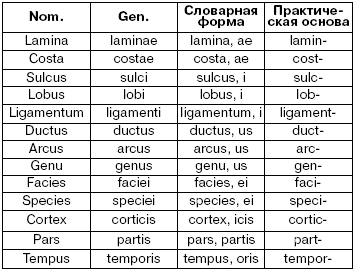 Nom. Gen. Словарная форма Практиче-ская основа
Lamina laminae lamina, ae lamin-
Costa costae costa, ae cost-
Sulcus sulci sulcus, i sulc-
Lobus lobi lobus, i lob-
Ligamentum ligamenti ligamentum, i ligament-
Ductus ductus ductus, us duct-
Arcus arcus arcus, us arc-
Genu genus genu, us gen-
Facies faciei facies, ei faci-
Species speciei species, ei speci-
Cortex corticis cortex, icis cortic-
Pars partis pars, partis part-
Tempus temporis tempus, oris tempor-